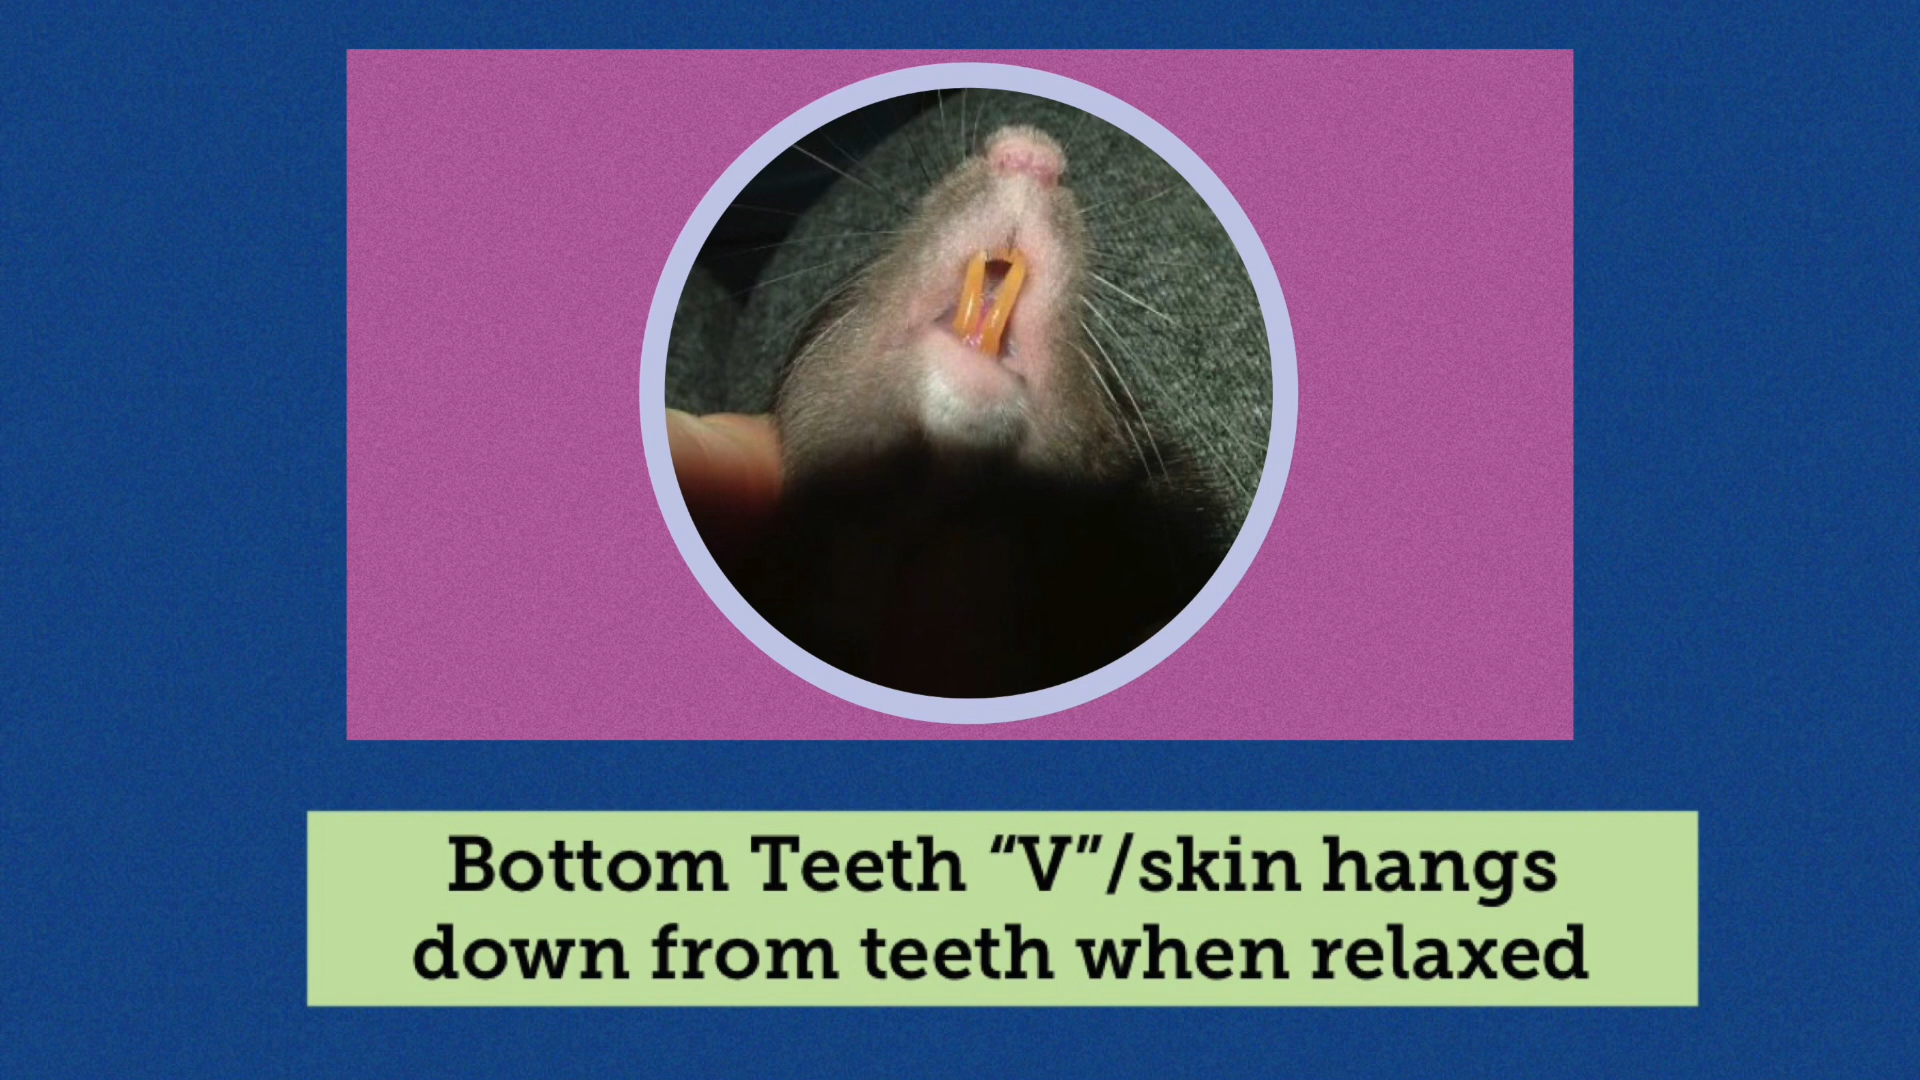 Bottom Teeth “V”/skin hangs
down from teeth when relaxed